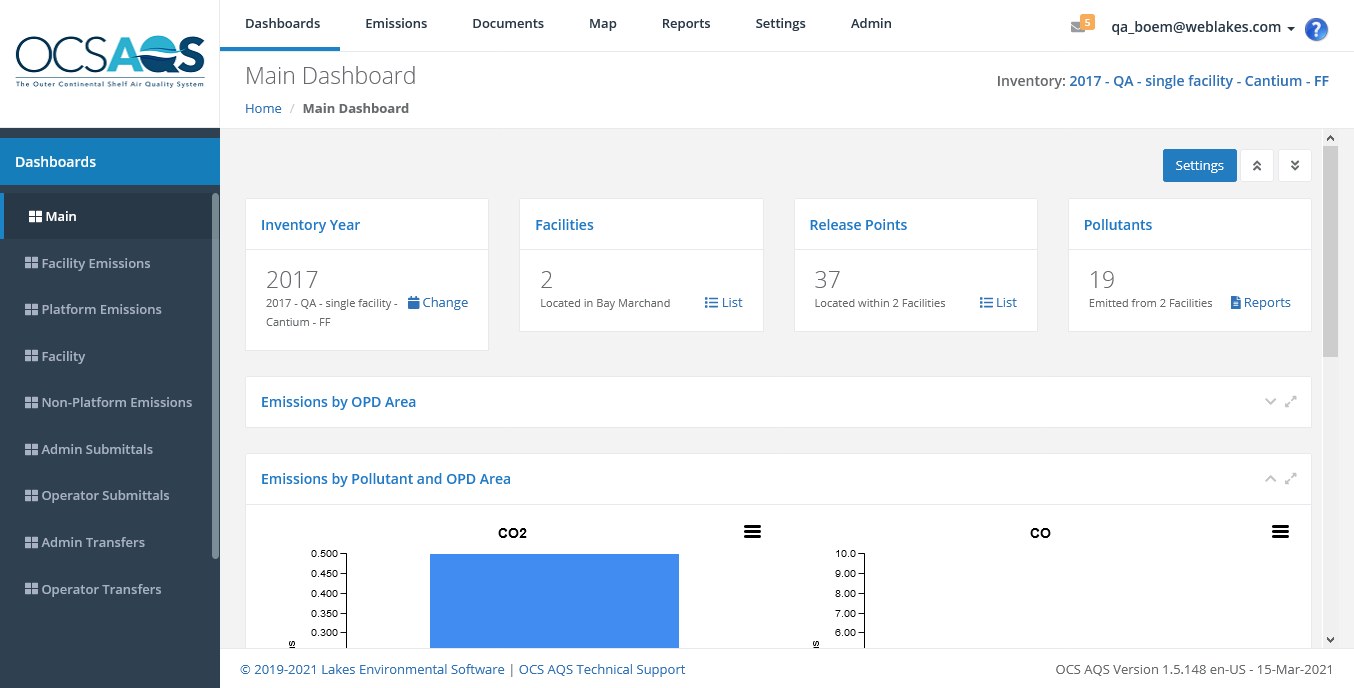 OCSAQS
The Outer Continental Shelf Air Quality System
Dashboards Emissions Documents Map Reports Settings Admin
5 qa_boem@weblakes.com ?
Main Dashboard
Inventory: 2017 - QA - single facility - Cantium - FF
Home / Main Dashboard
Dashboards
Main
Facility Emissions
Platform Emissions
Facility
Non-Platform Emissions
Admin Submittals
Operator Submittals
Admin Transfers
Operator Transfers
Settings
Inventory Year
2017
2017 - QA - single facility -
Cantium - FF
Change
Facilities
2
Located in Bay Marchand
List
Release Points
37
Located within 2 Facilities
List
Pollutants
19
Emitted from 2 Facilities
Reports
Emissions by OPD Area
Emissions by Pollutant and OPD Area
CO2
0.500
0.450
0.400
0.350
0.300
CO
10.0
9.00
8.00
7.00
6.00
© 2019-2021 Lakes Environmental Software | OCS AQS Technical Support
OCS AQS Version 1.5.148 en-US - 15-Mar-2021